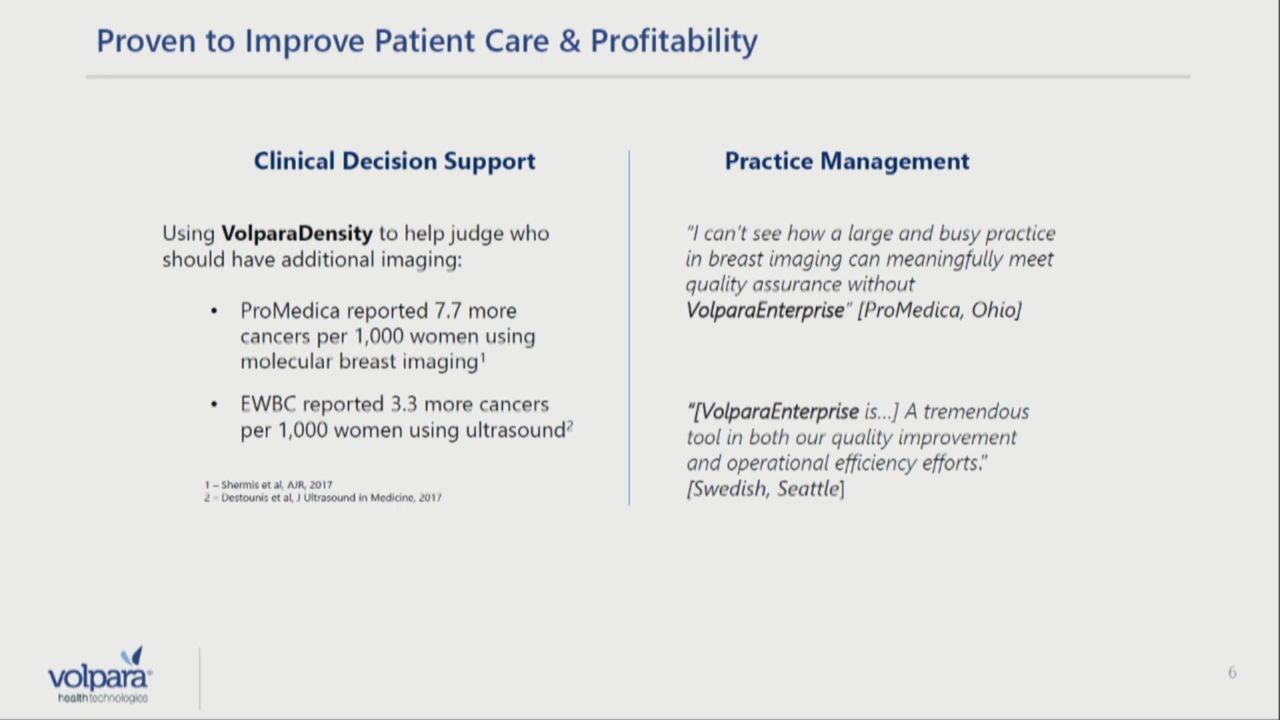 Proven to Improve Patient Care & Profitability
Clinical Decision Support
Using VolparaDensity to help judge who
should have additional imaging:
• ProMedica reported 7.7 more
cancers per 1,000 women using
molecular breast imaging¹
• EWBC reported 3.3 more cancers
per 1,000 women using ultrasound²
1 – Shermis et al, AJR, 2017
2 – Destounis et al, J Ultrasound in Medicine, 2017
Practice Management
"I can't see how a large and busy practice
in breast imaging can meaningfully meet
quality assurance without
VolparaEnterprise" [ProMedica, Ohio]
"[VolparaEnterprise is...] A tremendous
tool in both our quality improvement
and operational efficiency efforts."
[Swedish, Seattle]
volpara®
healthtechnologies
6